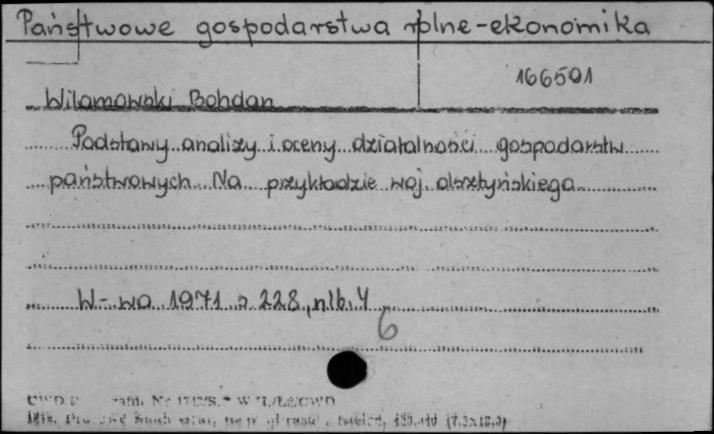 Państwowe gospodarstwa rolne-ekonomika
166501
Wilamowski Bohdan
Podstawy analizy i oceny działalności gospodarstw
państwowych. Na przykładzie woj. olsztyńskiego
W-wa 1971 s. 228, nlb. 4
6